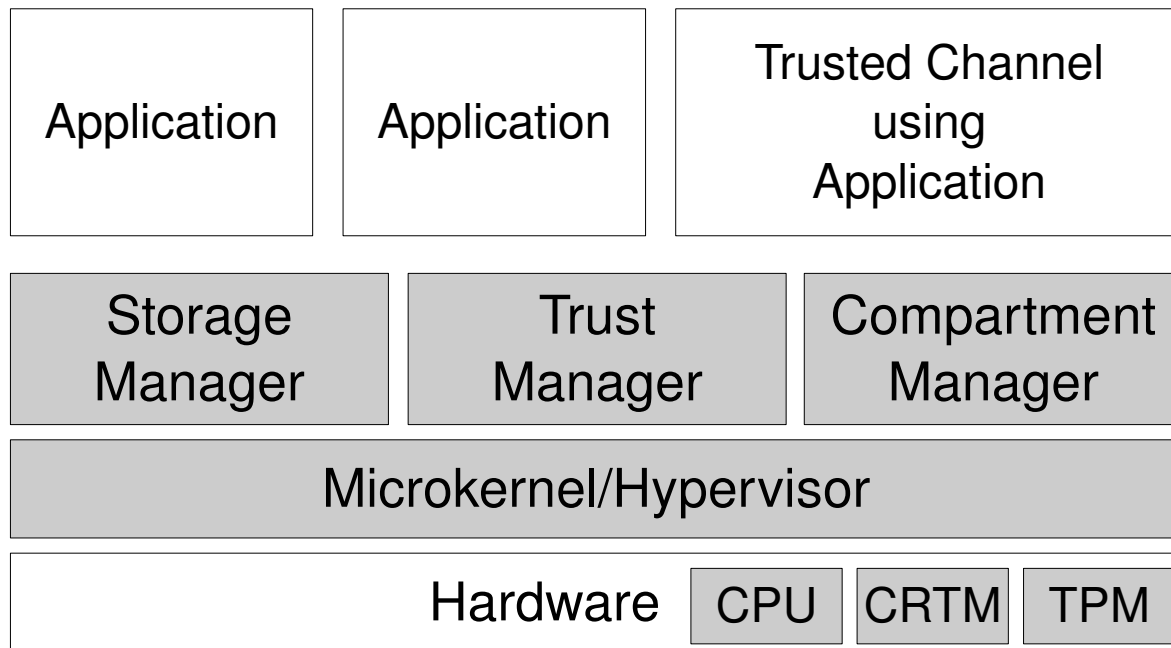 Application
Application
Trusted Channel
using
Application
Storage
Manager
Trust
Manager
Compartment
Manager
Microkernel/Hypervisor
Hardware
CPU
CRTM
TPM